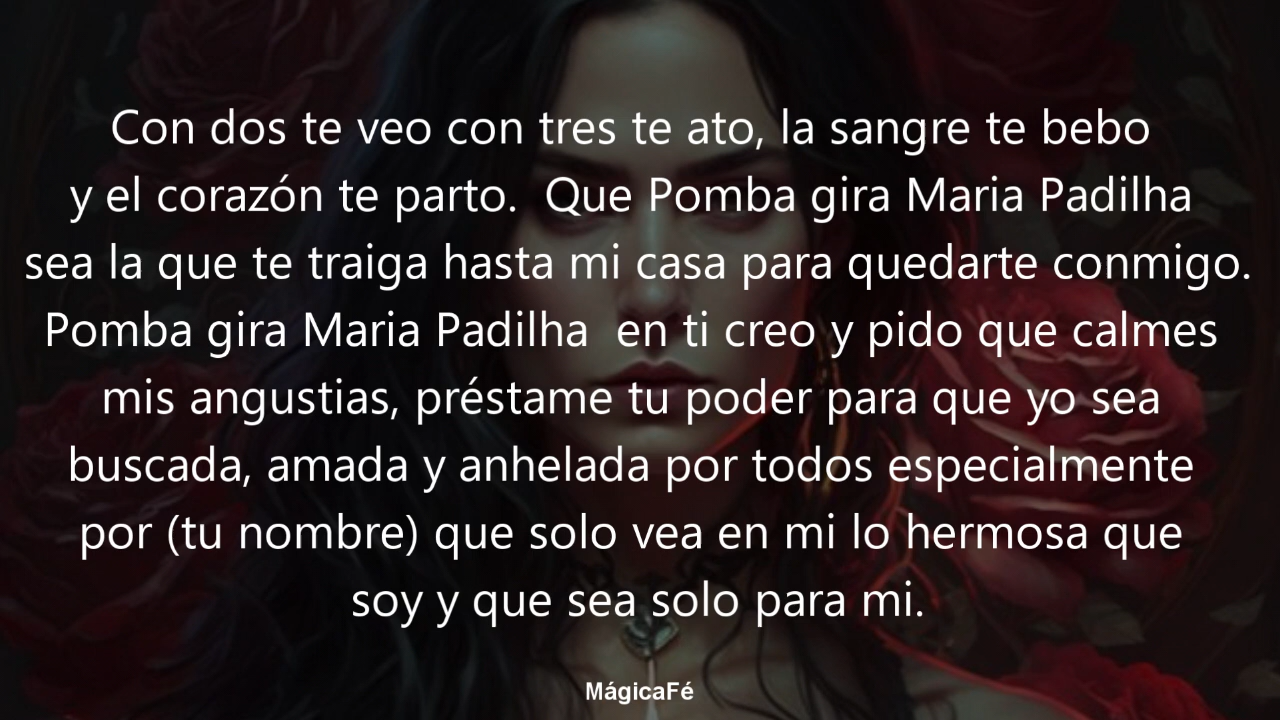 Con dos te veo con tres te ato, la sangre te bebo
y el corazón te parto.  Que Pomba gira Maria Padilha
sea la que te traiga hasta mi casa para quedarte conmigo.
Pomba gira Maria Padilha  en ti creo y pido que calmes
mis angustias, préstame tu poder para que yo sea
buscada, amada y anhelada por todos especialmente
por (tu nombre) que solo vea en mi lo hermosa que
soy y que sea solo para mi.
MágicaFé